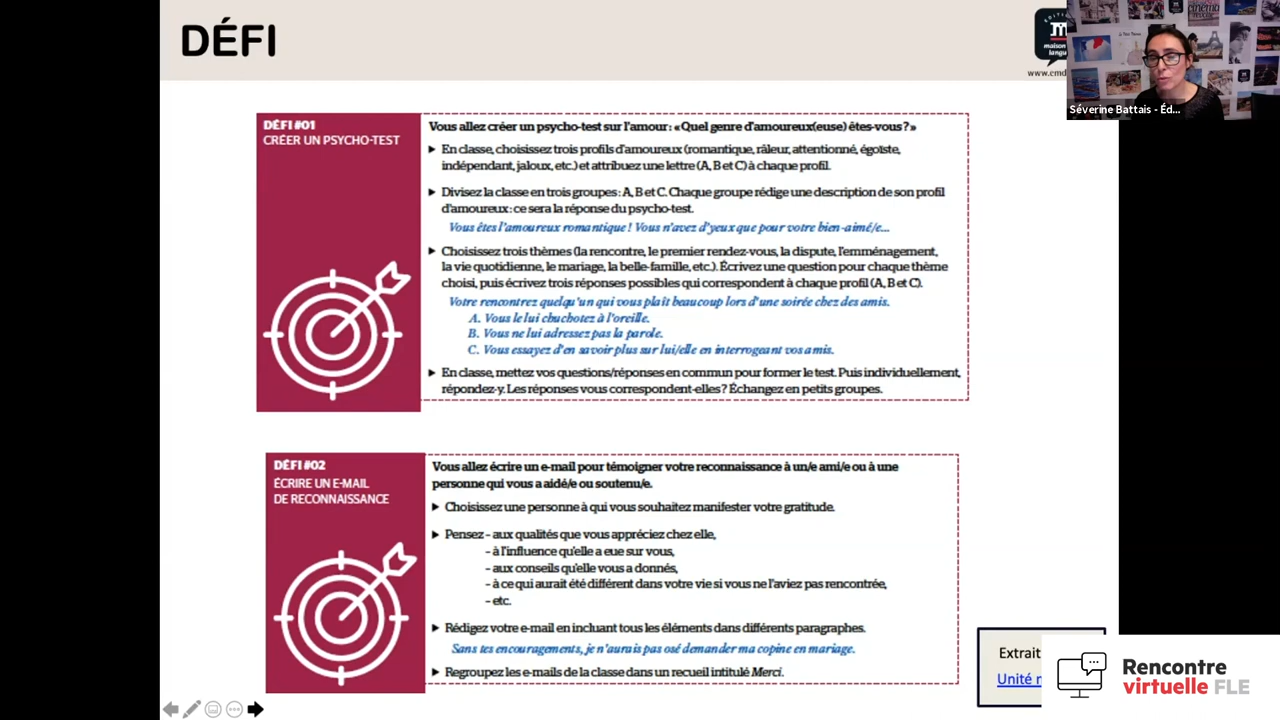 DÉFI
ÉDITIONS
maison
langu
www.emd
Séverine Battais - Éd...
DÉFI #01
CRÉER UN PSYCHO-TEST
Vous allez créer un psycho-test sur l'amour : « Quel genre d'amoureux(euse) êtes-vous ? »
► En classe, choisissez trois profils d'amoureux (romantique, râleur, attentionné, égoïste,
indépendant, jaloux, etc.) et attribuez une lettre (A, B et C) à chaque profil.
► Divisez la classe en trois groupes : A, B et C. Chaque groupe rédige une description de son profil
d'amoureux : ce sera la réponse du psycho-test.
Vous êtes l'amoureux romantique ! Vous n'avez d'yeux que pour votre bien-aimé/e...
► Choisissez trois thèmes (la rencontre, le premier rendez-vous, la dispute, l'emménagement,
la vie quotidienne, le mariage, la belle-famille, etc.). Écrivez une question pour chaque thème
choisi, puis écrivez trois réponses possibles qui correspondent à chaque profil (A, B et C).
Votre rencontrez quelqu'un qui vous plaît beaucoup lors d'une soirée chez des amis.
A. Vous le lui chuchotez à l'oreille.
B. Vous ne lui adressez pas la parole.
C. Vous essayez d'en savoir plus sur lui/elle en interrogeant vos amis.
► En classe, mettez vos questions/réponses en commun pour former le test. Puis individuellement,
répondez-y. Les réponses vous correspondent-elles ? Échangez en petits groupes.
DÉFI #02
ÉCRIRE UN E-MAIL
DE RECONNAISSANCE
Vous allez écrire un e-mail pour témoigner votre reconnaissance à un/e ami/e ou à une
personne qui vous a aidé/e ou soutenu/e.
► Choisissez une personne à qui vous souhaitez manifester votre gratitude.
► Pensez – aux qualités que vous appréciez chez elle,
– à l'influence qu'elle a eue sur vous,
– aux conseils qu'elle vous a donnés,
– à ce qui aurait été différent dans votre vie si vous ne l'aviez pas rencontrée,
– etc.
► Rédigez votre e-mail en incluant tous les éléments dans différents paragraphes.
Sans tes encouragements, je n'aurais pas osé demander ma copine en mariage.
► Regroupez les e-mails de la classe dans un recueil intitulé Merci.
Extrait
Unité
Rencontre
virtuelle FLE